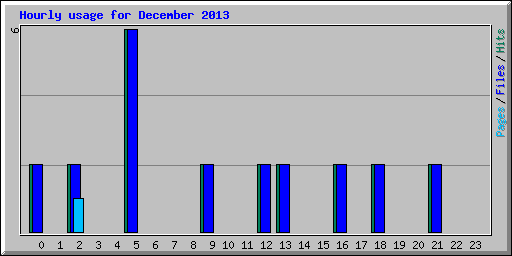 Hourly usage for December 2013
6
Pages / Files / Hits
0 1 2 3 4 5 6 7 8 9 10 11 12 13 14 15 16 17 18 19 20 21 22 23